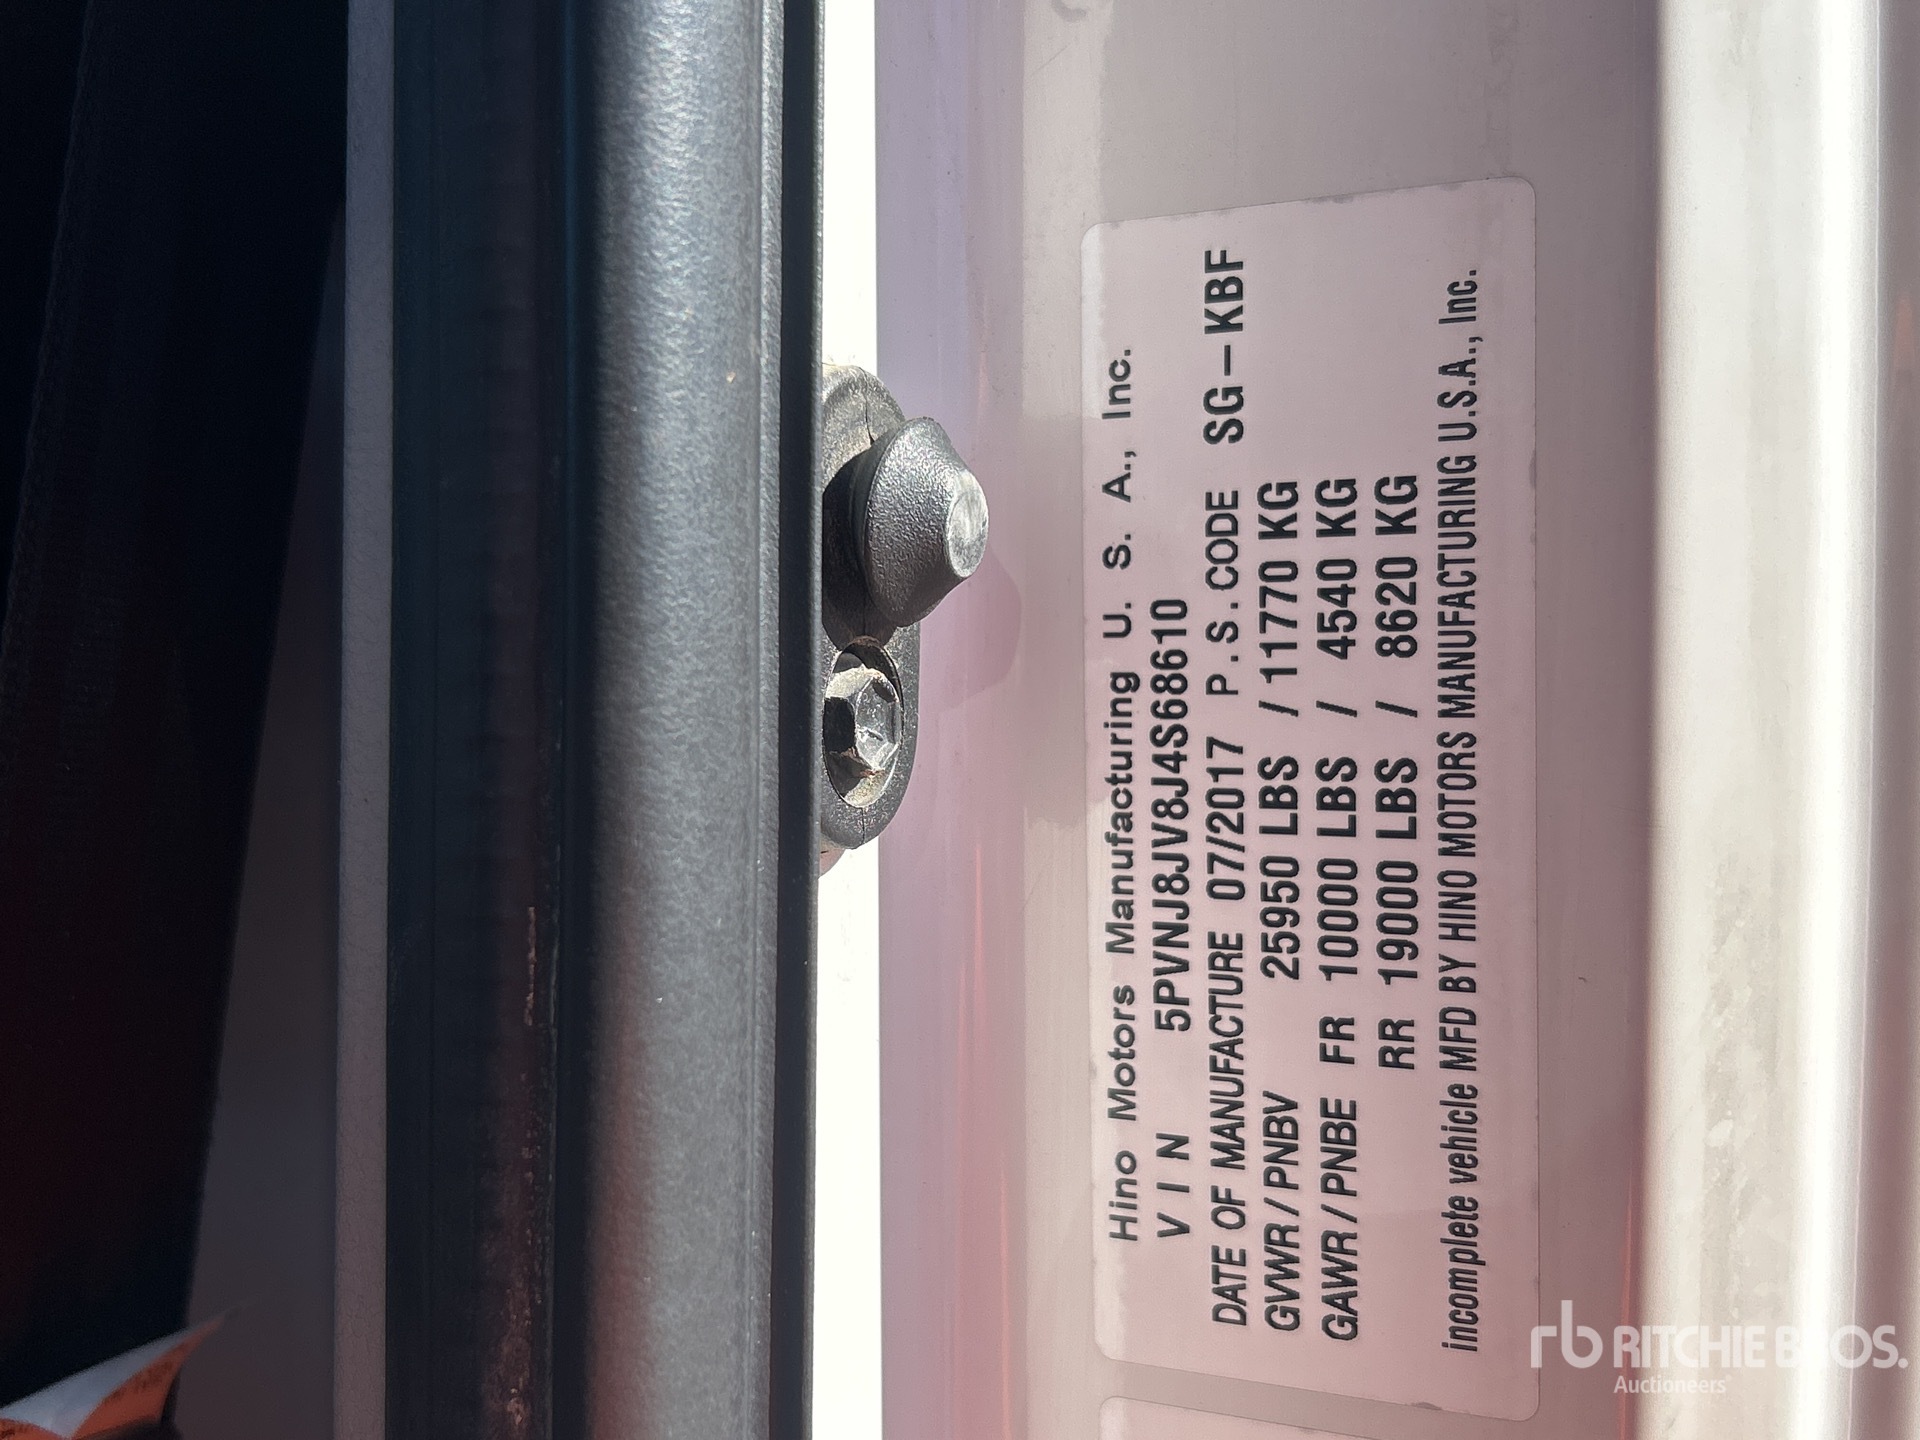 Hino Motors Manufacturing U. S. A., Inc.
V I N 5PVNJ8JV8J4S68610
DATE OF MANUFACTURE 07/2017 P.S.CODE SG-KBF
GVWR/PNBV 25950 LBS / 11770 KG
GAWR/PNBE FR 10000 LBS / 4540 KG
RR 19000 LBS / 8620 KG
incomplete vehicle MFD BY HINO MOTORS MANUFACTURING U.S.A., Inc.
rb RITCHIE BROS.
Auctioneers